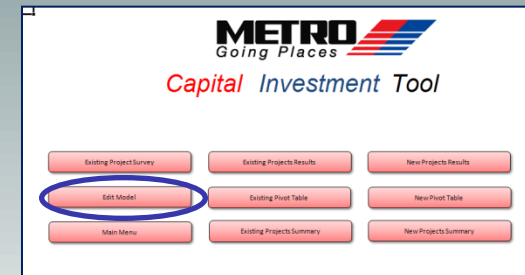 METRO
Going Places
Capital Investment Tool
Existing Project Survey
Existing Projects Results
New Projects Results
Edit Model
Existing Pivot Table
New Pivot Table
Main Menu
Existing Projects Summary
New Projects Summary